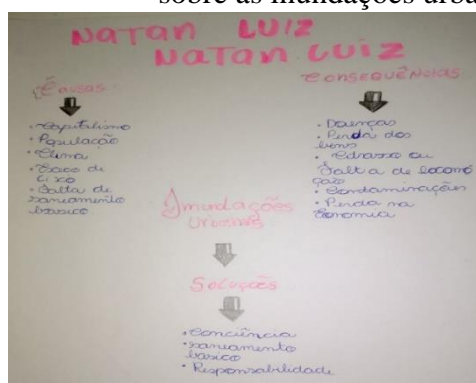 sobre as inundações urba
NATAN LUIZ
NATAN LUIZ
Causas
• Capitalismo
• População
• Clima
• Saco de
Lixo
• Falta de
saneamento
básico
CONSEQUÊNCIAS
• Doenças
• Perda dos
bens
• Atrasso ou
Falta de locomo
ção
• Contaminações
• Perda na
Economia
Inundações
Urbanas
Soluções
• Conciência
• saneamento
básico
• Responsabilidade